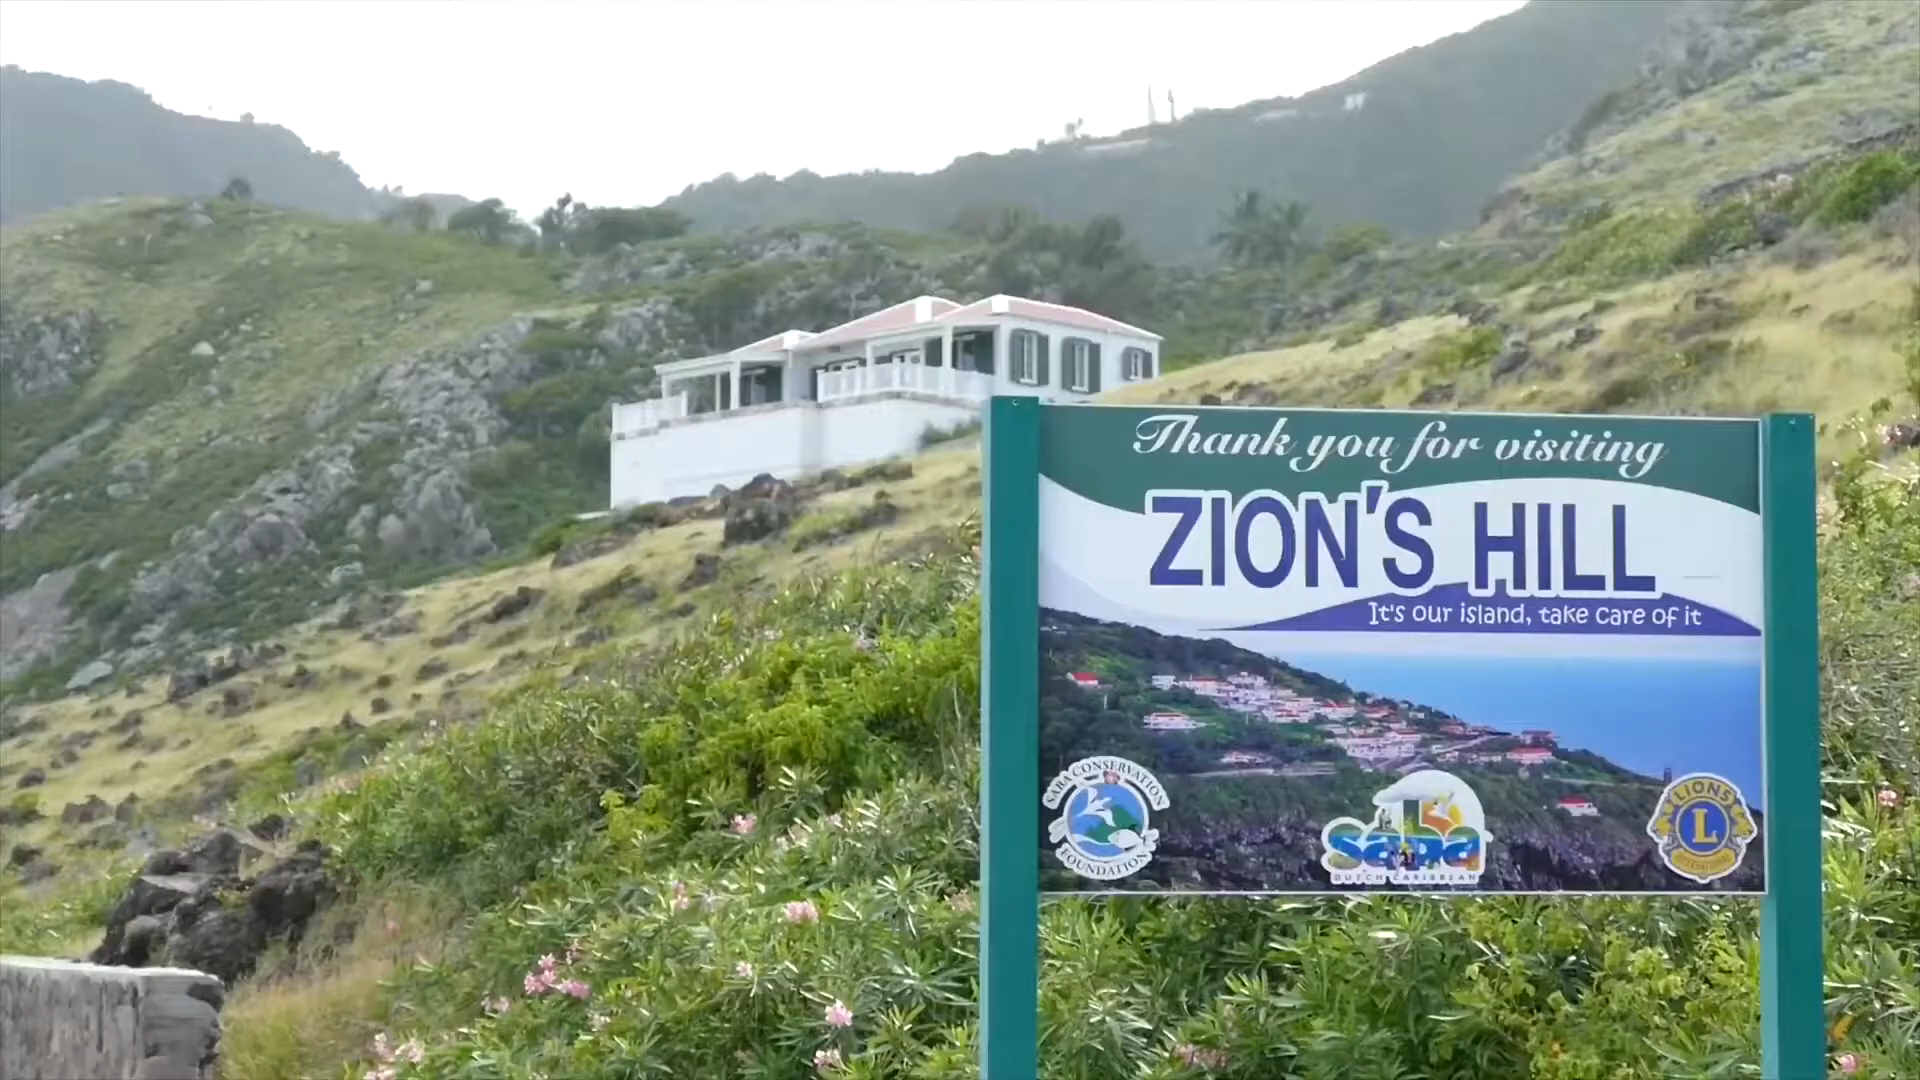 Thank you for visiting
ZION'S HILL
It's our island, take care of it
SABA CONSERVATION
FOUNDATION
saba
DUTCH CARIBBEAN
LIONS
L
INTERNATIONAL